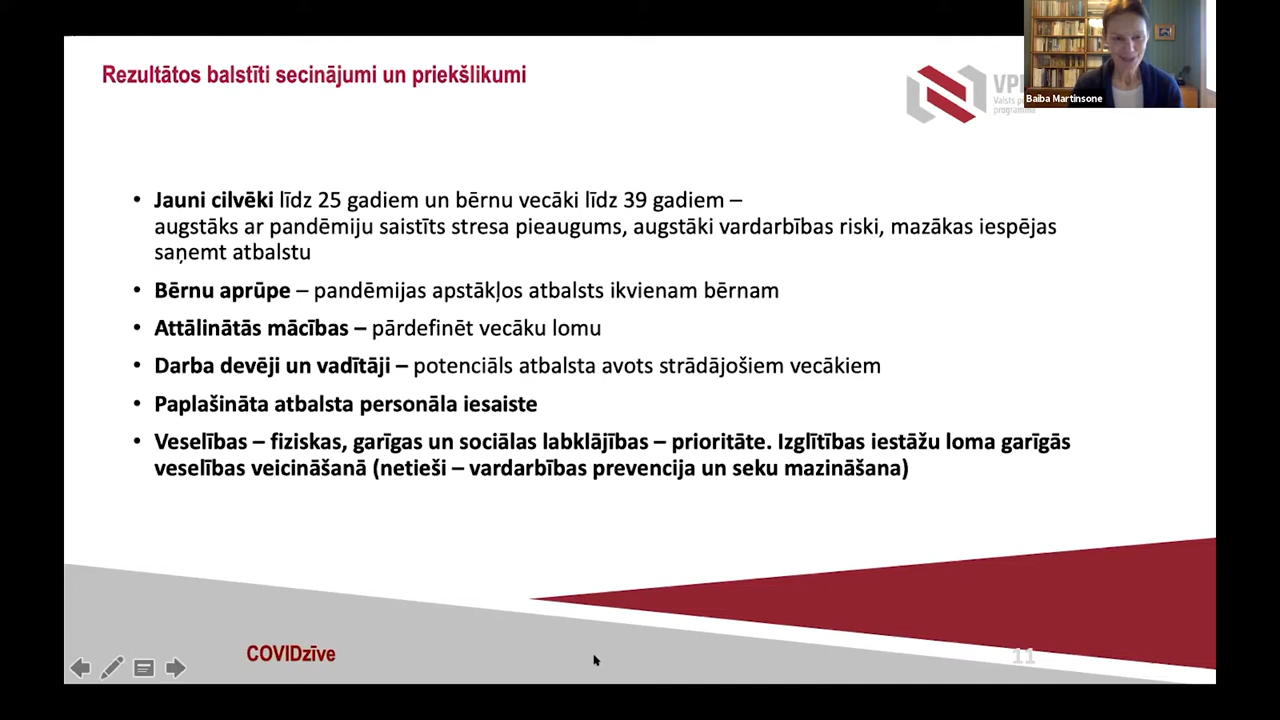 Rezultātos balstīti secinājumi un priekšlikumi
Baiba Martinsone
• Jauni cilvēki līdz 25 gadiem un bērnu vecāki līdz 39 gadiem –
augstāks ar pandēmiju saistīts stresa pieaugums, augstāki vardarbības riski, mazākas iespējas
saņemt atbalstu
• Bērnu aprūpe – pandēmijas apstākļos atbalsts ikvienam bērnam
• Attālinātās mācības – pārdefinēt vecāku lomu
• Darba devēji un vadītāji – potenciāls atbalsta avots strādājošiem vecākiem
• Paplašināta atbalsta personāla iesaiste
• Veselības – fiziskas, garīgas un sociālas labklājības – prioritāte. Izglītības iestāžu loma garīgās
veselības veicināšanā (netieši – vardarbības prevencija un seku mazināšana)
COVIDzīve
11